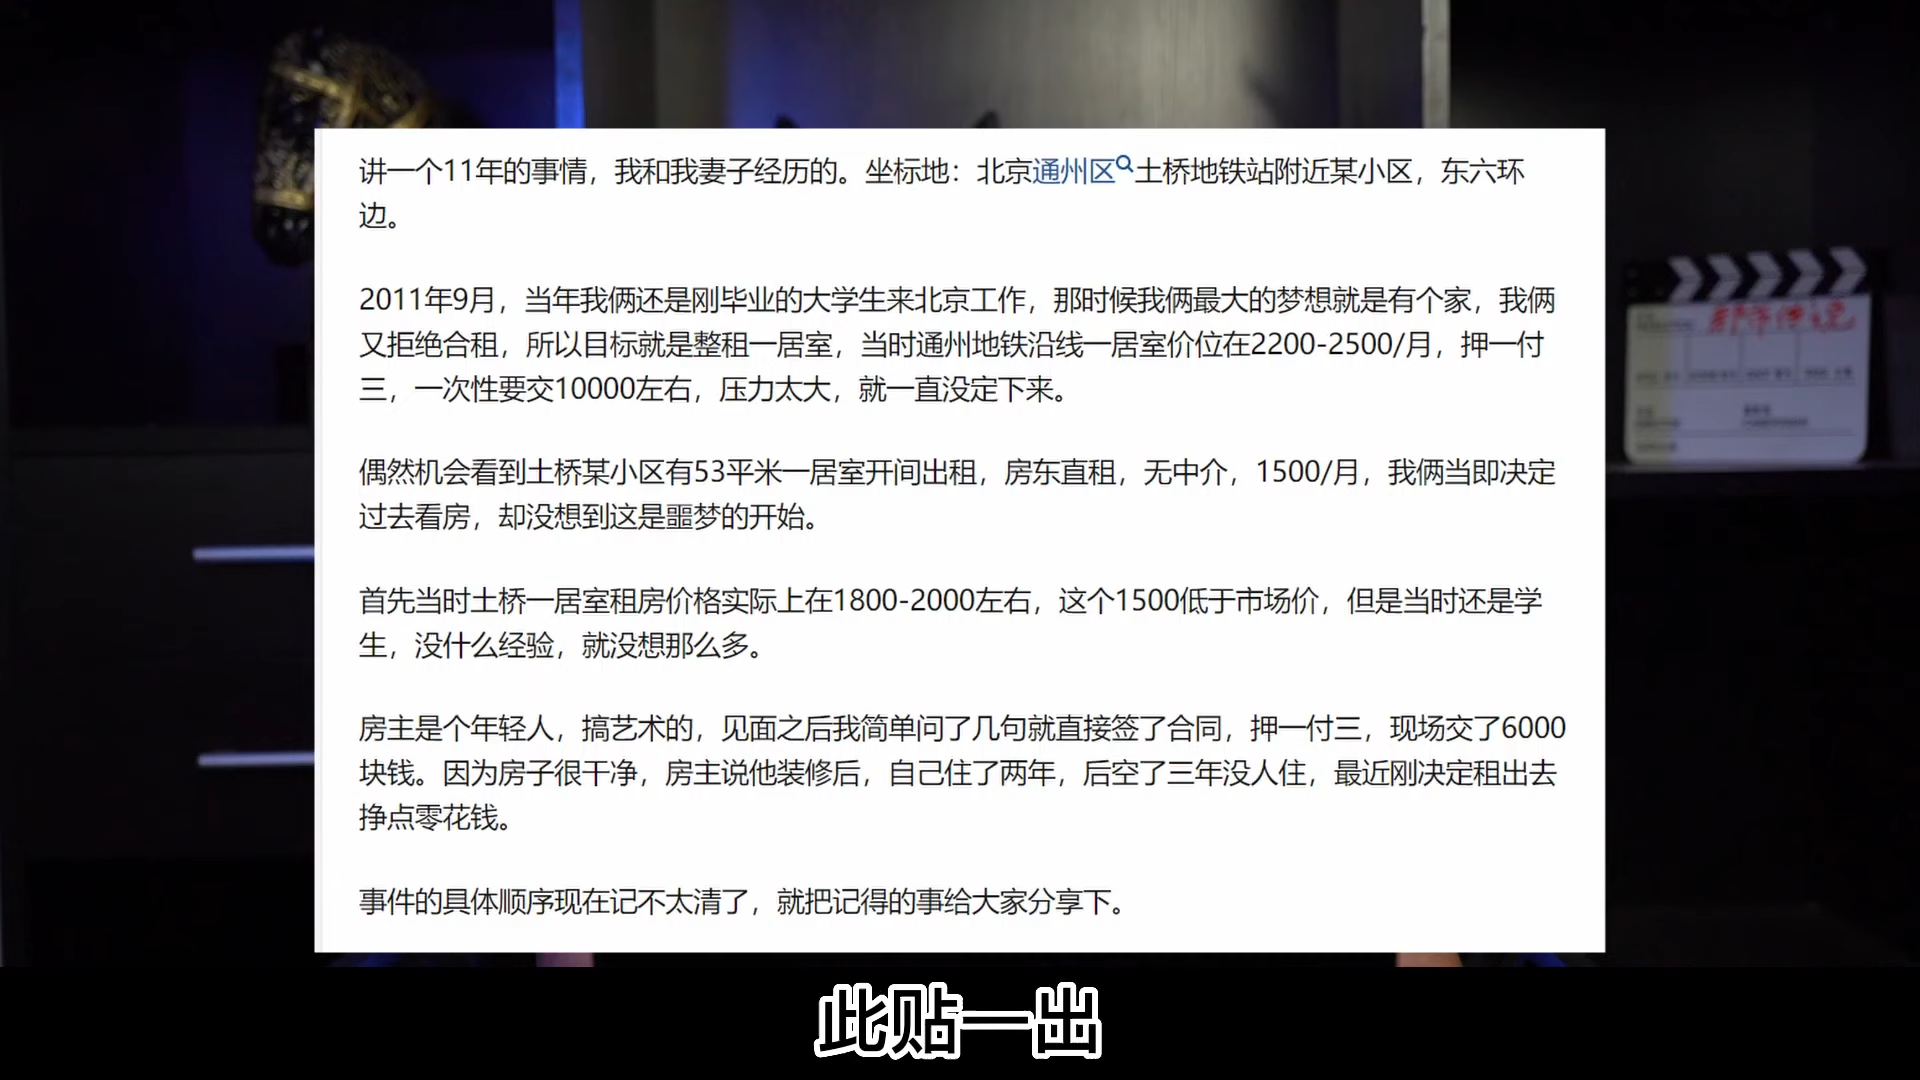 讲一个11年的事情，我和我妻子经历的。坐标地：北京通州区土桥地铁站附近某小区，东六环
边。
2011年9月，当年我俩还是刚毕业的大学生来北京工作，那时候我俩最大的梦想就是有个家，我俩
又拒绝合租，所以目标就是整租一居室，当时通州地铁沿线一居室价位在2200-2500/月，押一付
三，一次性要交10000左右，压力太大，就一直没定下来。
偶然机会看到土桥某小区有53平米一居室开间出租，房东直租，无中介，1500/月，我俩当即决定
过去看房，却没想到这是噩梦的开始。
首先当时土桥一居室租房价格实际上在1800-2000左右，这个1500低于市场价，但是当时还是学
生，没什么经验，就没想那么多。
房主是个年轻人，搞艺术的，见面之后我简单问了几句就直接签了合同，押一付三，现场交了6000
块钱。因为房子很干净，房主说他装修后，自己住了两年，后空了三年没人住，最近刚决定租出去
挣点零花钱。
事件的具体顺序现在记不太清了，就把记得的事给大家分享下。
此贴一出